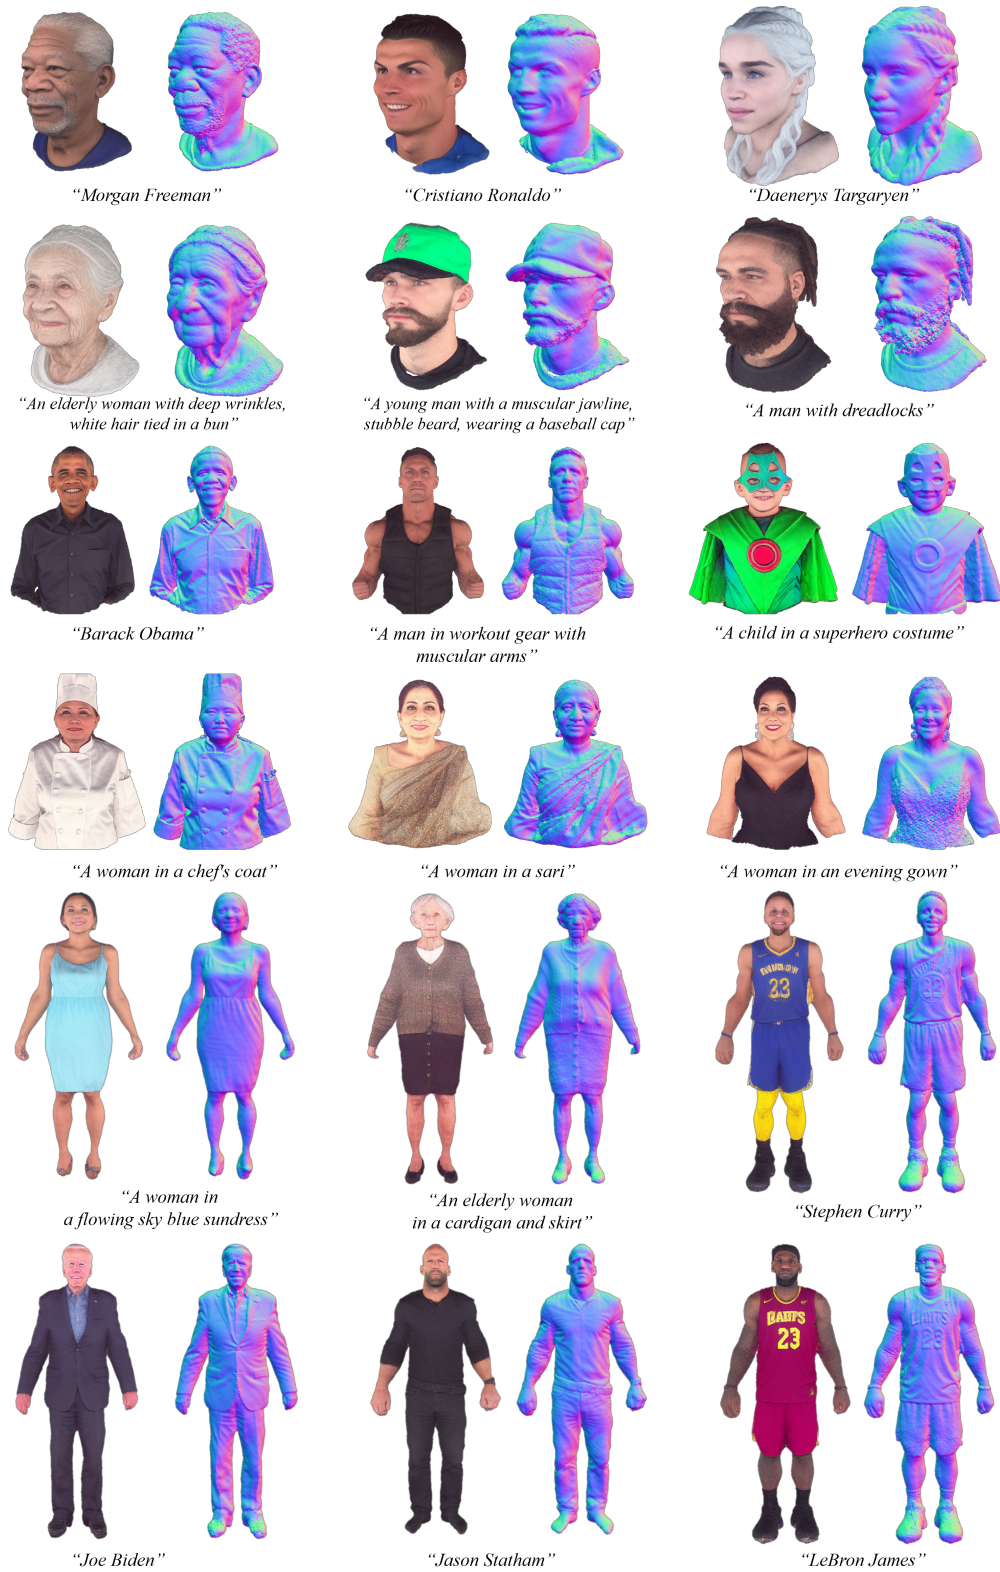 “Morgan Freeman”
“Cristiano Ronaldo”
“Daenerys Targaryen”
“An elderly woman with deep wrinkles,
white hair tied in a bun”
“A young man with a muscular jawline,
stubble beard, wearing a baseball cap”
“A man with dreadlocks”
“Barack Obama”
“A man in workout gear with
muscular arms”
“A child in a superhero costume”
“A woman in a chef's coat”
“A woman in a sari”
“A woman in an evening gown”
23
“A woman in
a flowing sky blue sundress”
“An elderly woman
in a cardigan and skirt”
“Stephen Curry”
23
23
“Joe Biden”
“Jason Statham”
“LeBron James”